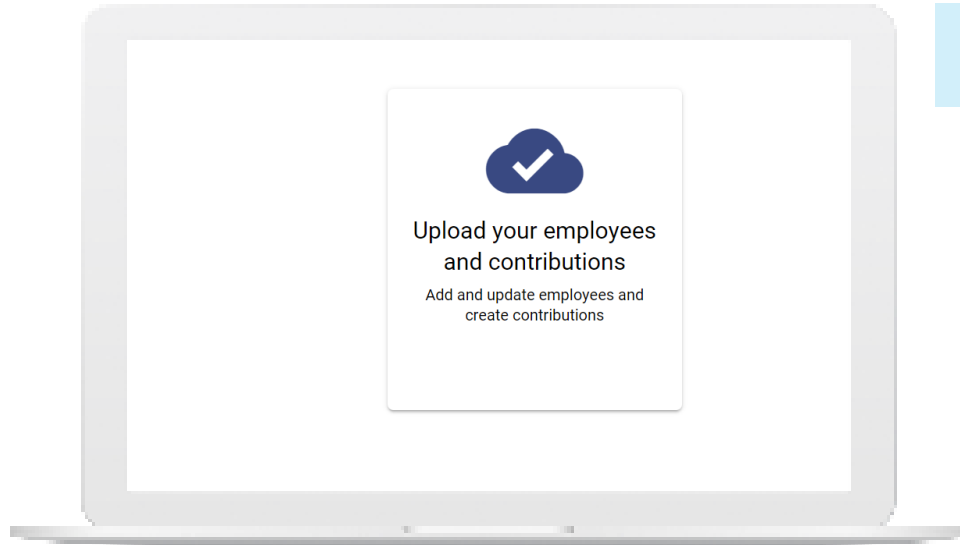 Upload your employees
and contributions
Add and update employees and
create contributions